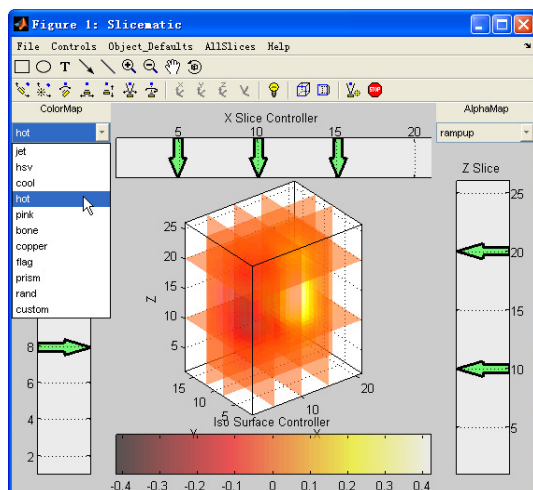 Figure 1: Slicematic
File Controls Object_Defaults AllSlices Help
T
STOP
ColorMap
hot
jet
hsv
cool
hot
pink
bone
copper
flag
prism
rand
custom
X Slice Controller
5 10 15 20
AlphaMap
rampup
Z Slice
25
20
15
10
5
8
6
4
2
25
20
15
10
5
Z
15
10
5
10
20
Iso Surface Controller
Y X
-0.4 -0.3 -0.2 -0.1 0 0.1 0.2 0.3 0.4